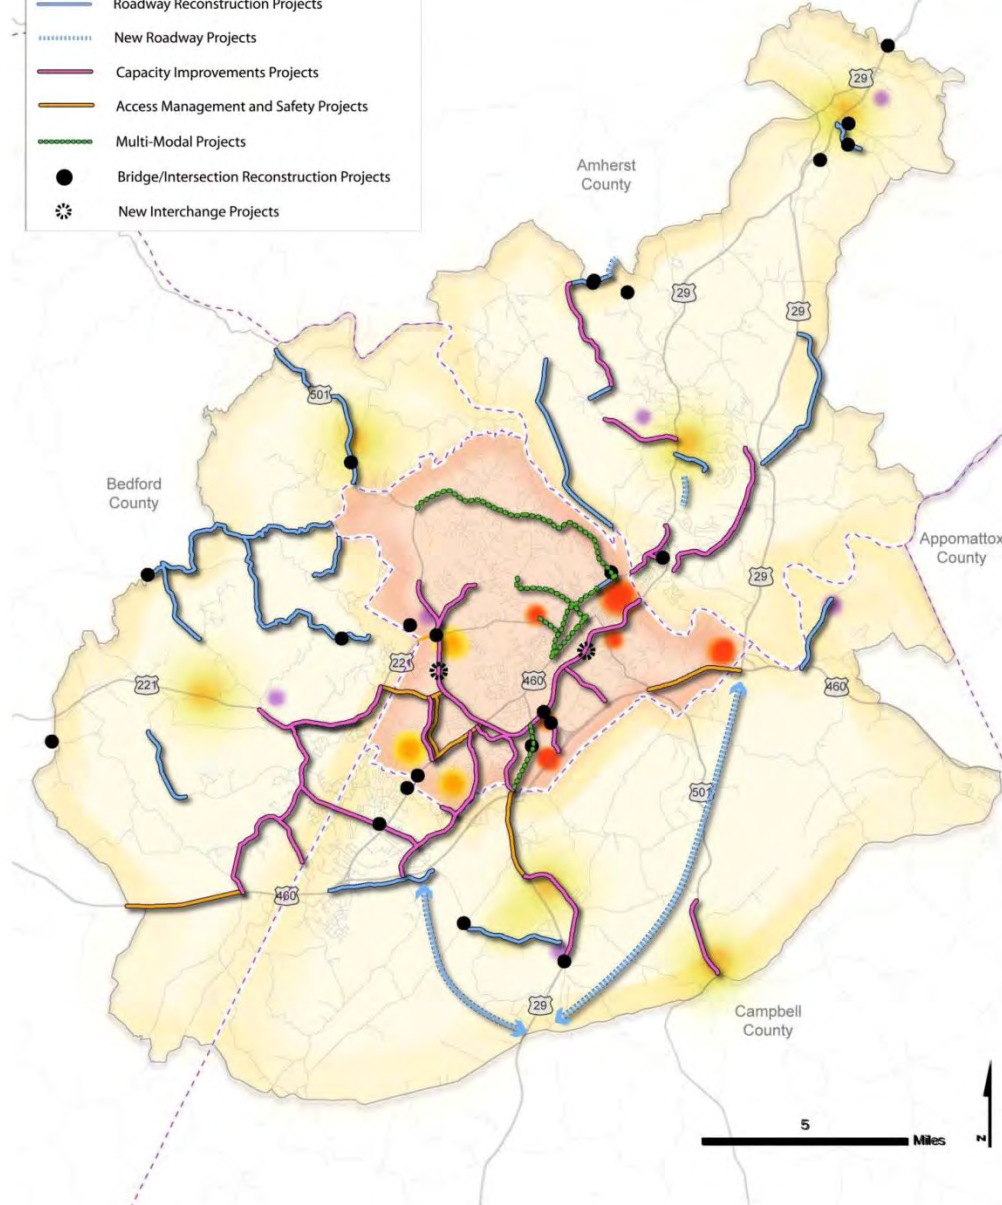 Roadway Reconstruction Projects
New Roadway Projects
Capacity Improvements Projects
Access Management and Safety Projects
Multi-Modal Projects
Bridge/Intersection Reconstruction Projects
New Interchange Projects
29
Amherst
County
29
29
501
Bedford
County
Appomattox
County
29
221
460
221
460
501
460
29
Campbell
County
5
Miles
N